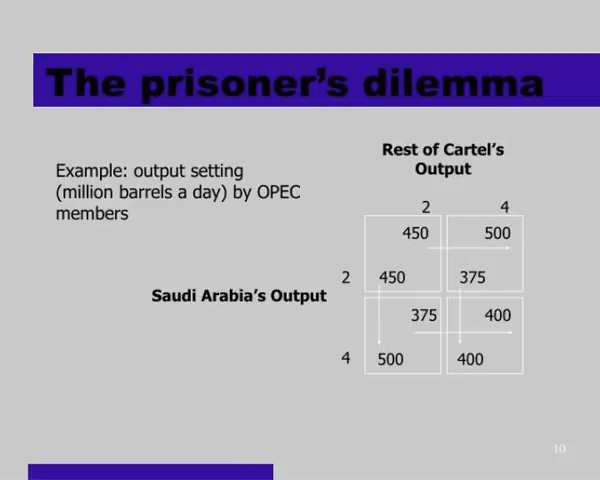 The prisoner's dilemma
Example: output setting
(million barrels a day) by OPEC
members
Rest of Cartel's
Output
2 4
450 500
2 450 375
Saudi Arabia's Output
375 400
4 500 400
10